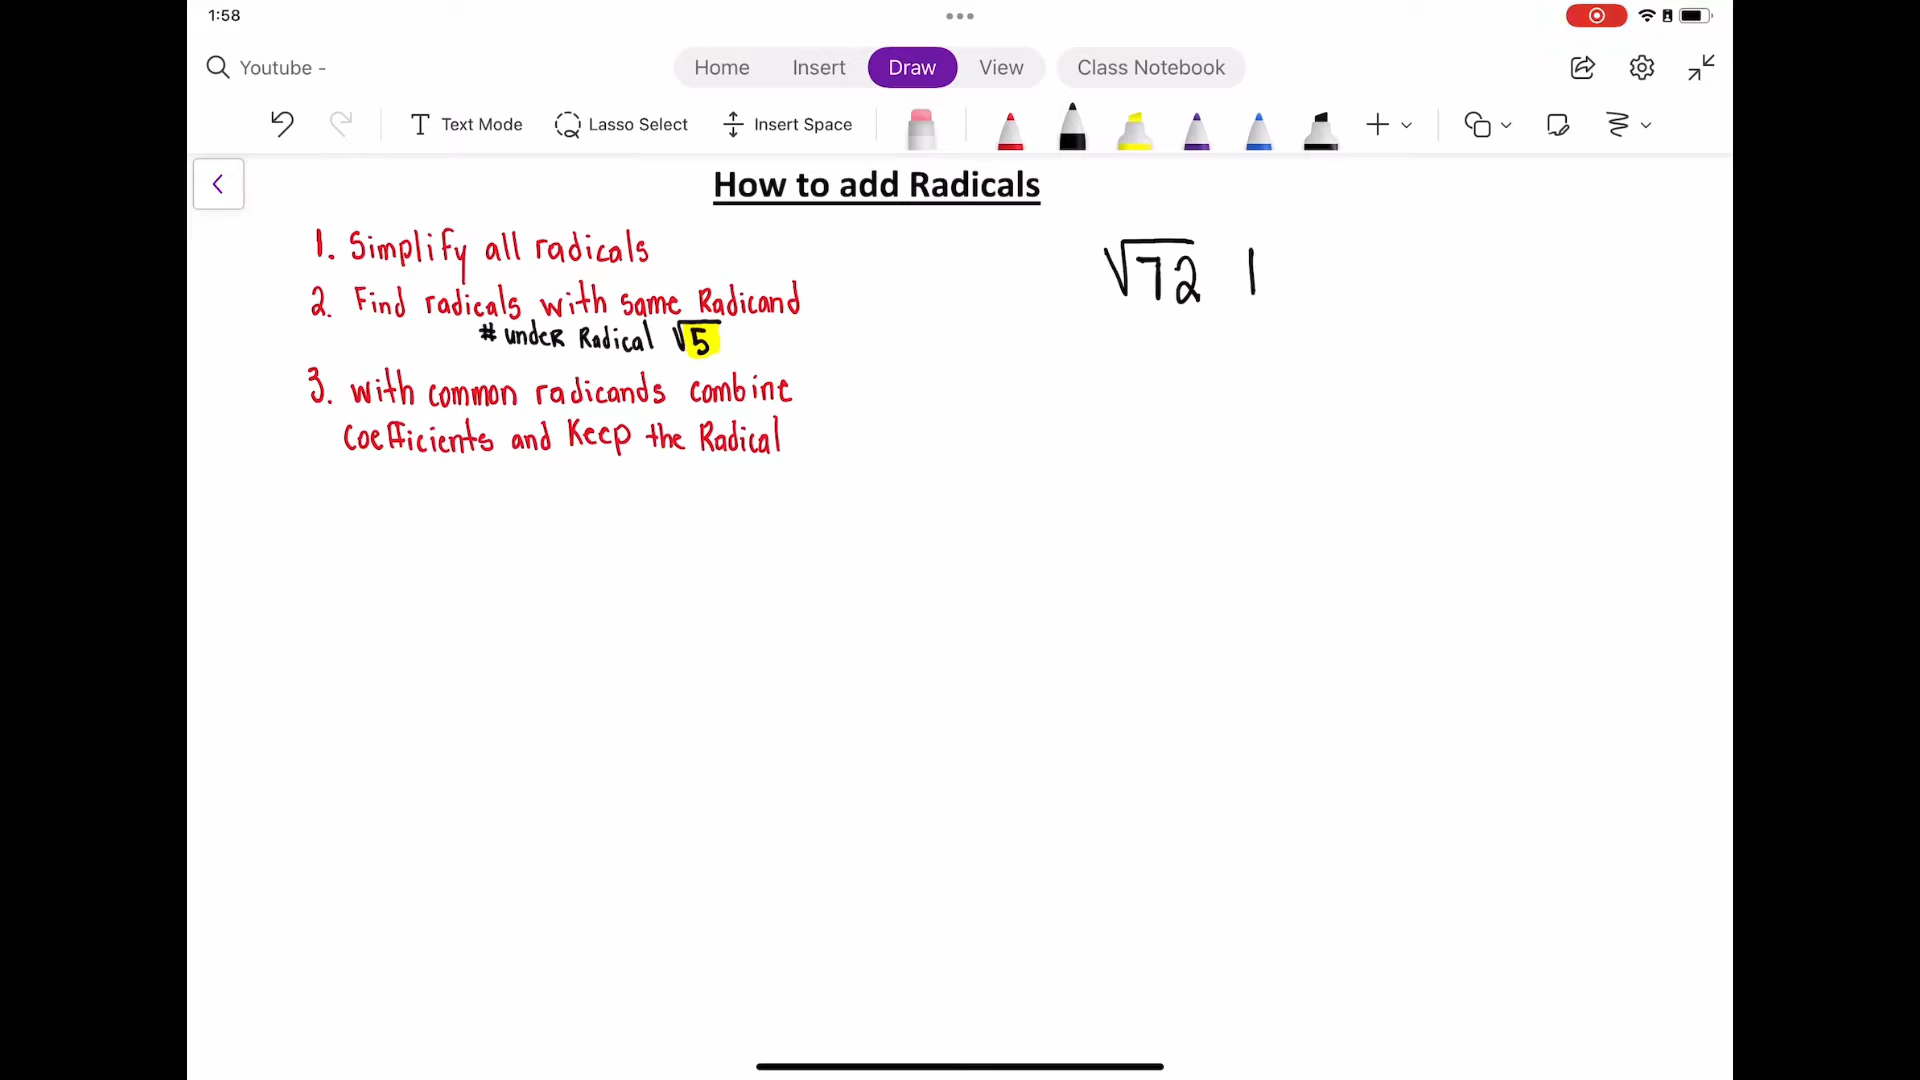 1:58
Youtube -
Home Insert Draw View Class Notebook
Text Mode Lasso Select Insert Space
How to add Radicals
1. Simplify all radicals
2. Find radicals with same Radicand
# under Radical √5
3. with common radicands combine
coefficients and Keep the Radical
√72 |